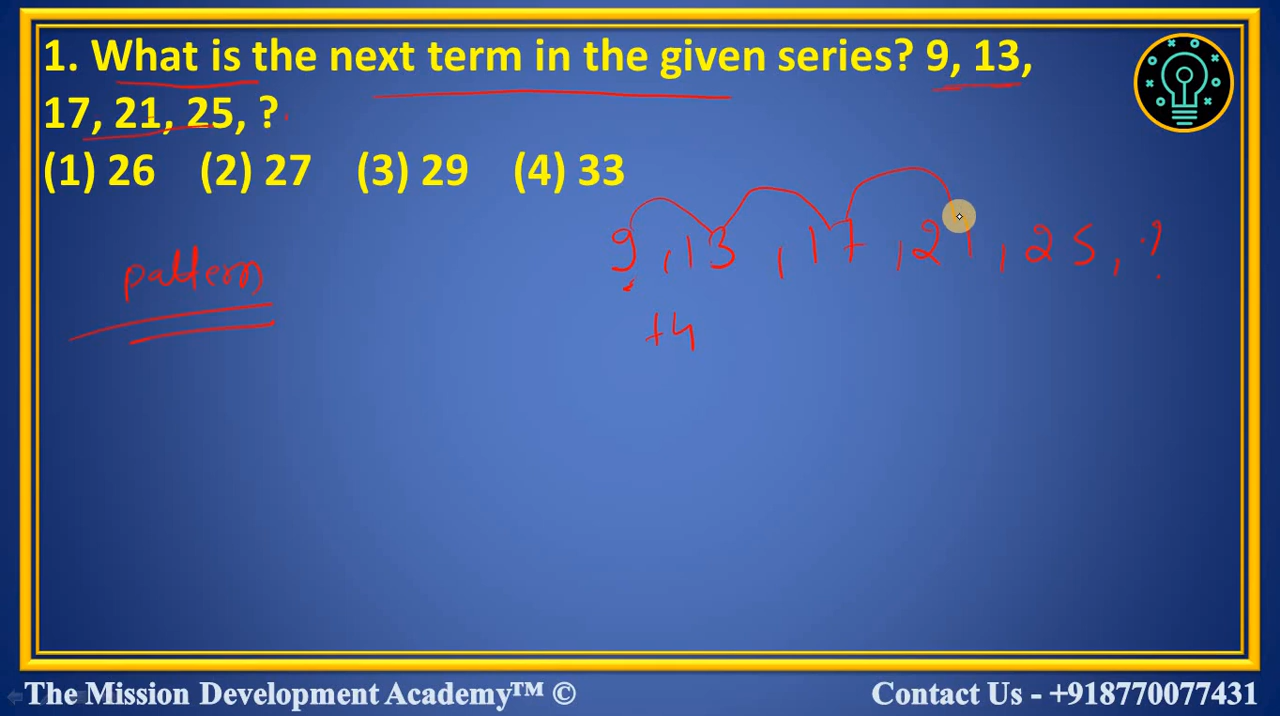 1. What is the next term in the given series? 9, 13,
17, 21, 25, ?
(1) 26 (2) 27 (3) 29 (4) 33
9, 13, 17, 21, 25, ?
pattern
+4
The Mission Development Academy™ © Contact Us - +918770077431